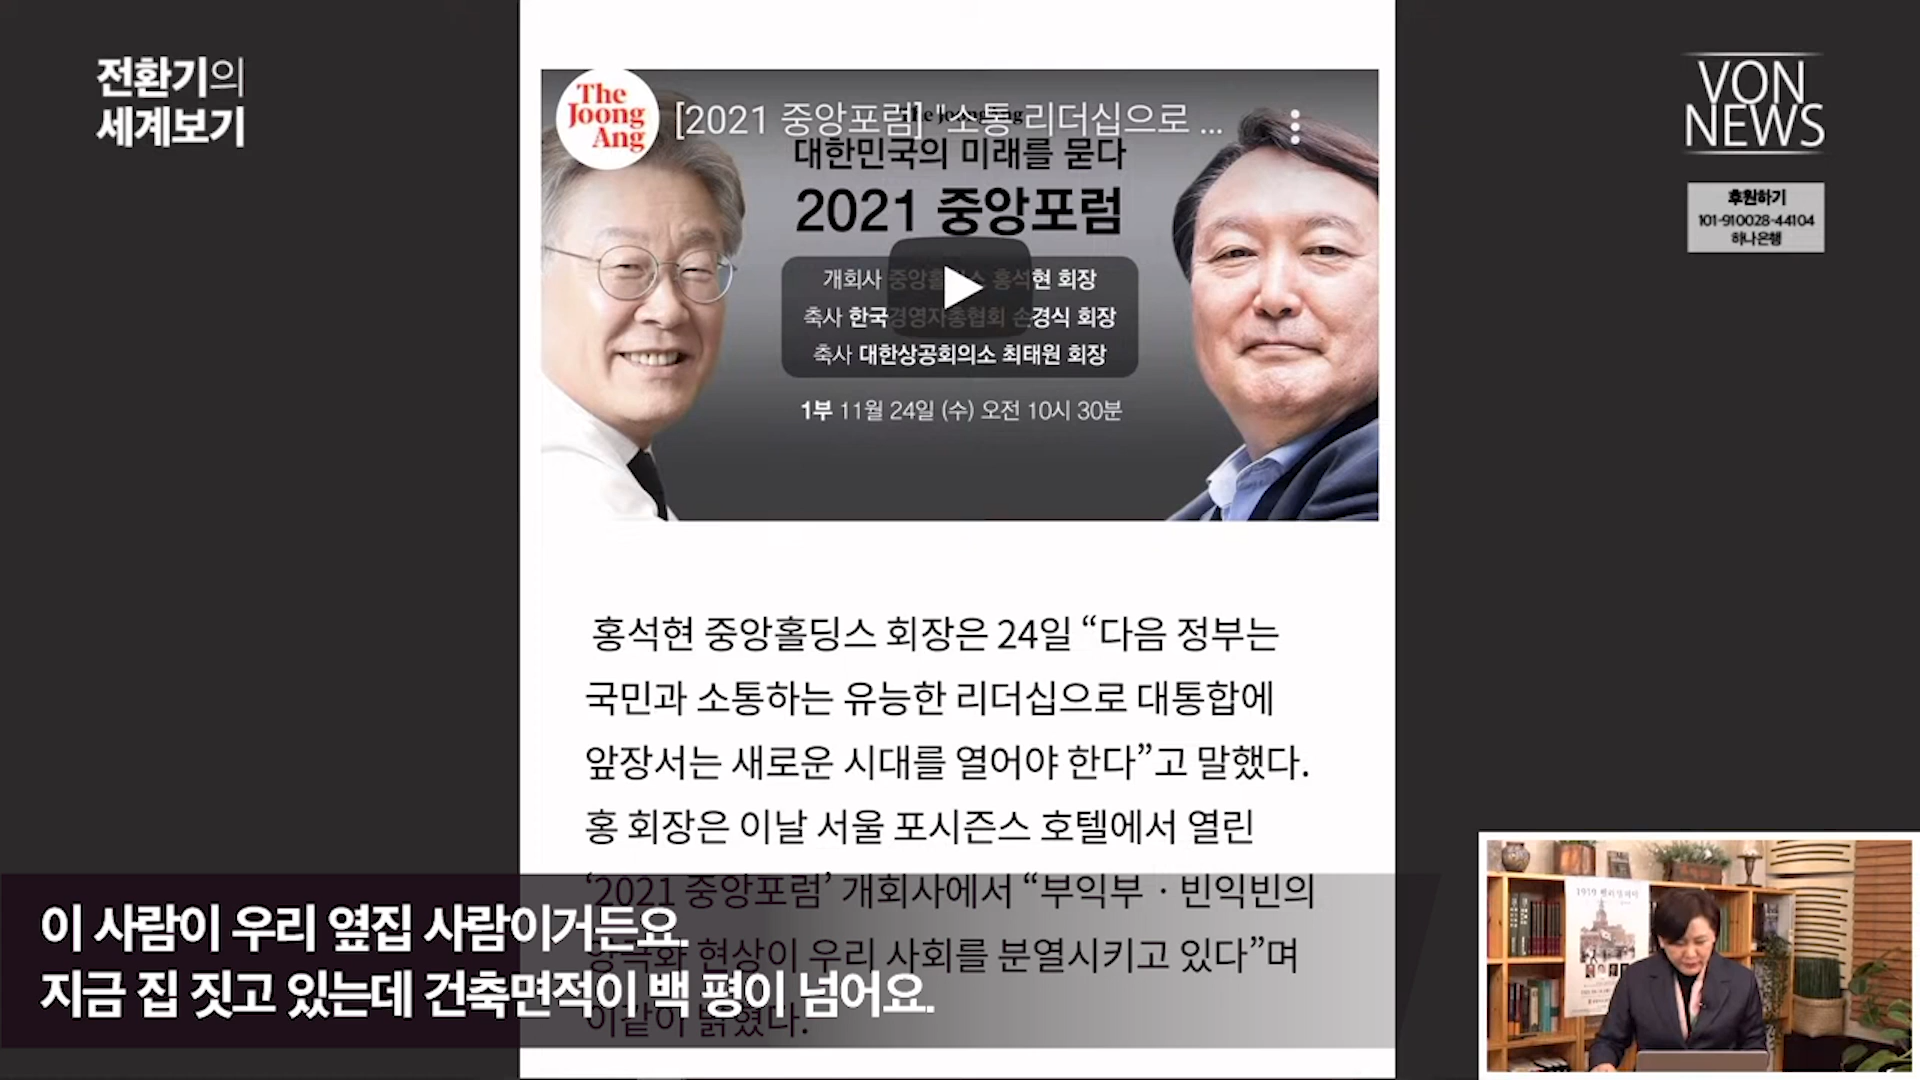 전환기의
세계보기
VON
NEWS
후원하기
101-910028-44104
하나은행
The
Joong
Ang
[2021 중앙포럼] "소통 리더십으로 ...
대한민국의 미래를 묻다
2021 중앙포럼
개회사 중앙홀딩스 홍석현 회장
축사 한국경영자총협회 손경식 회장
축사 대한상공회의소 최태원 회장
1부 11월 24일 (수) 오전 10시 30분
홍석현 중앙홀딩스 회장은 24일 “다음 정부는
국민과 소통하는 유능한 리더십으로 대통합에
앞장서는 새로운 시대를 열어야 한다”고 말했다.
홍 회장은 이날 서울 포시즌스 호텔에서 열린
‘2021 중앙포럼’ 개회사에서 “부익부 · 빈익빈의
양극화 현상이 우리 사회를 분열시키고 있다”며
이같이 밝혔다.
이 사람이 우리 옆집 사람이거든요.
지금 집 짓고 있는데 건축면적이 백 평이 넘어요.